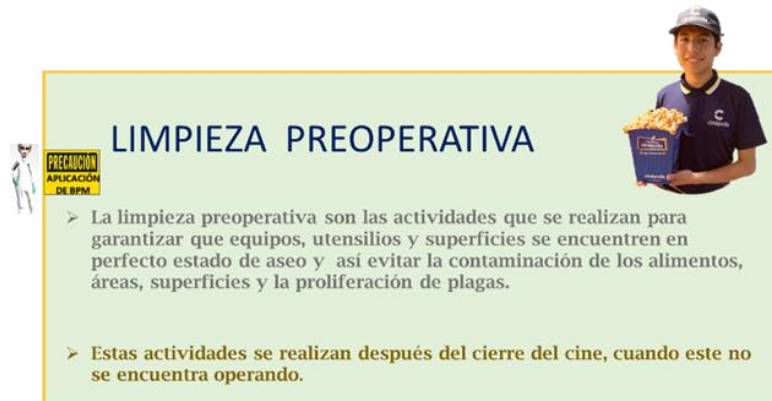 LIMPIEZA PREOPERATIVA
PRECAUCIÓN
APLICACIÓN
DE BPM
➢ La limpieza preoperativa son las actividades que se realizan para
garantizar que equipos, utensilios y superficies se encuentren en
perfecto estado de aseo y así evitar la contaminación de los alimentos,
áreas, superficies y la proliferación de plagas.
➢ Estas actividades se realizan después del cierre del cine, cuando este no
se encuentra operando.